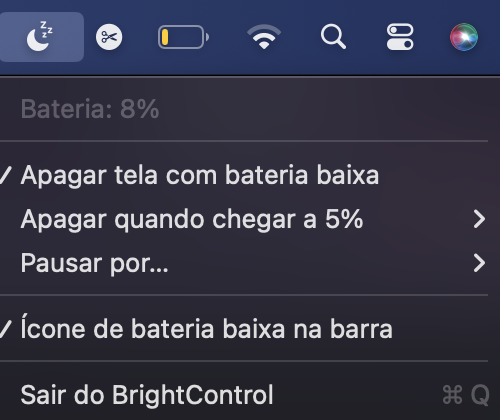 zzz
Bateria: 8%
✓ Apagar tela com bateria baixa
Apagar quando chegar a 5% >
Pausar por... >
✓ Ícone de bateria baixa na barra
Sair do BrightControl ⌘ Q